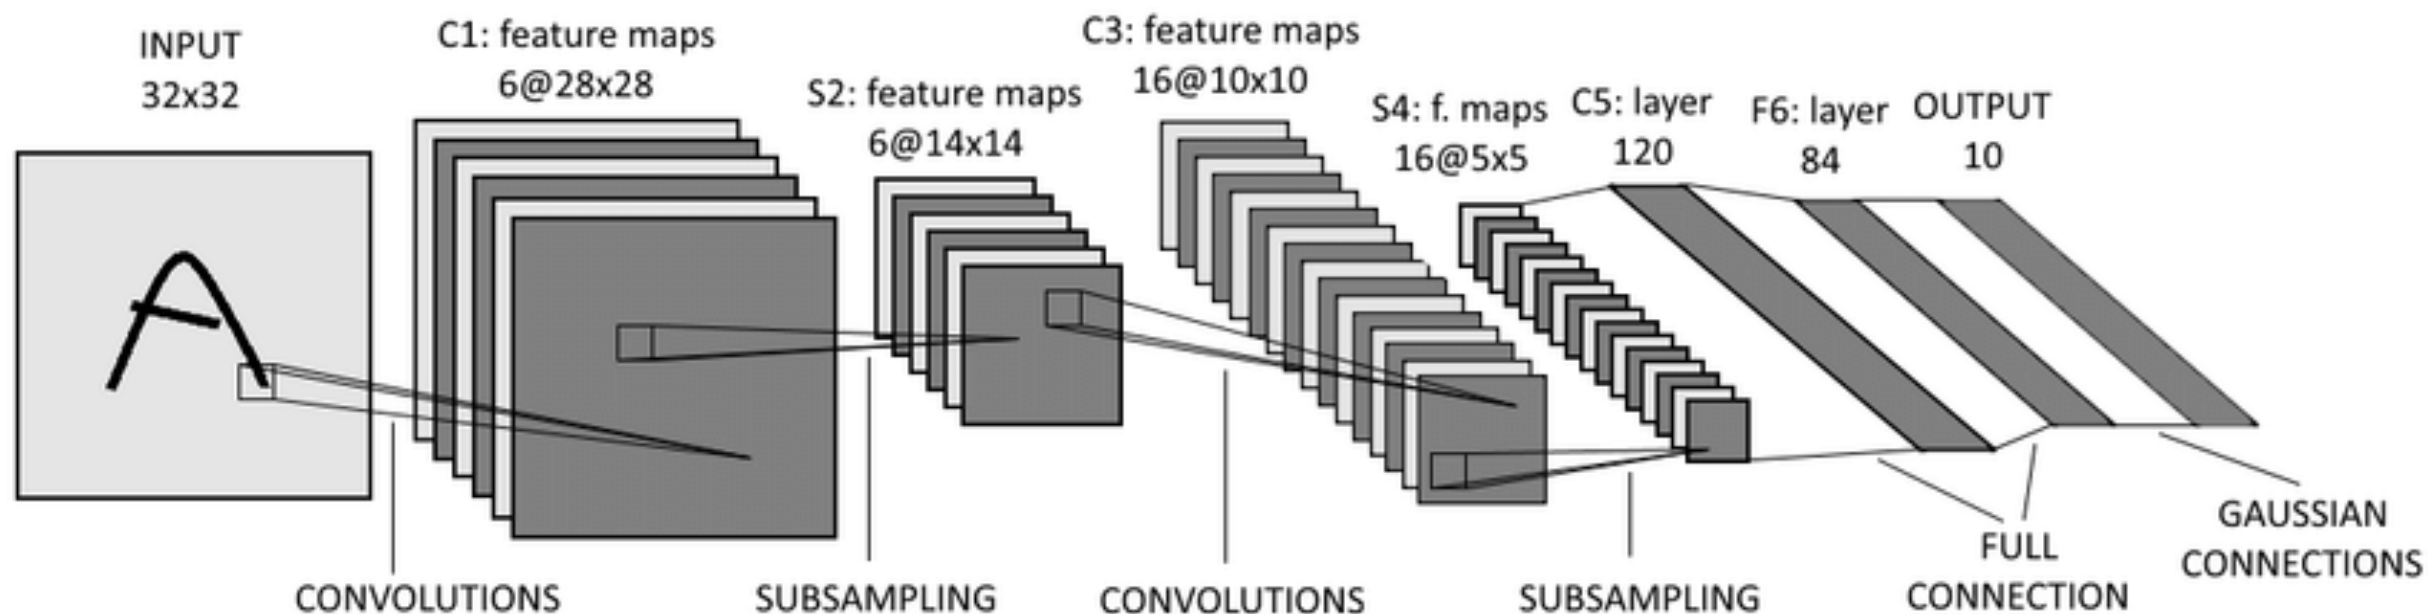 INPUT
32x32
C1: feature maps
6@28x28
S2: feature maps
6@14x14
C3: feature maps
16@10x10
S4: f. maps
16@5x5
C5: layer
120
F6: layer
84
OUTPUT
10
CONVOLUTIONS
SUBSAMPLING
CONVOLUTIONS
SUBSAMPLING
FULL
CONNECTION
GAUSSIAN
CONNECTIONS
A